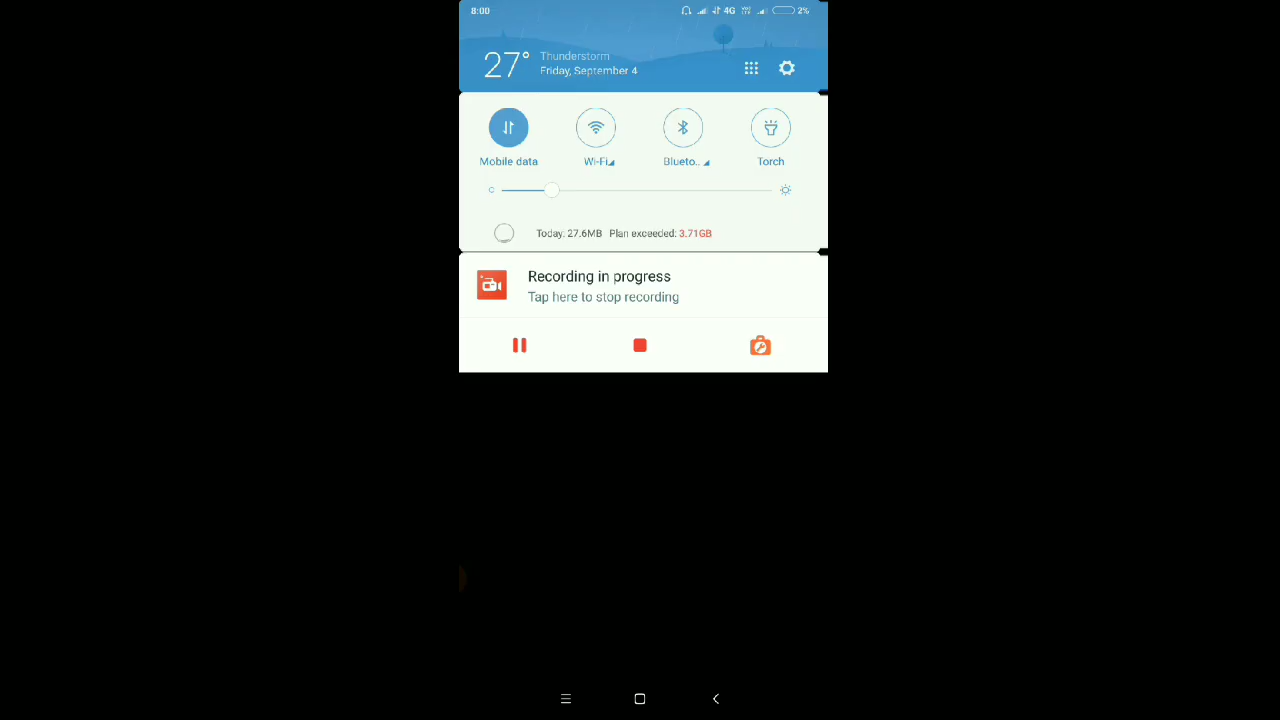 8:00
4G
VoLTE
2%
27°
Thunderstorm
Friday, September 4
Mobile data
Wi-Fi
Blueto..
Torch
Today: 27.6MB Plan exceeded: 3.71GB
Recording in progress
Tap here to stop recording